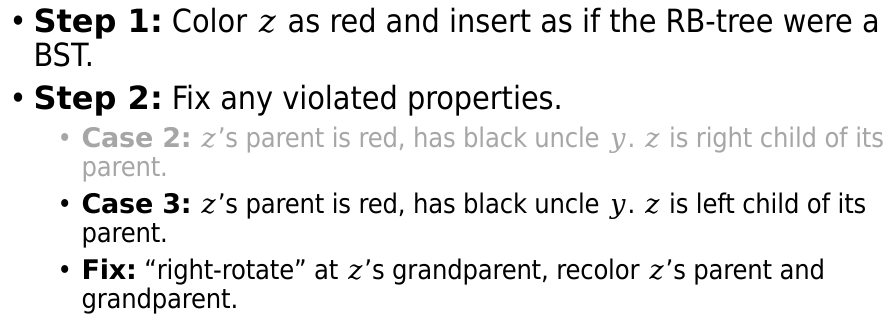 • Step 1: Color z as red and insert as if the RB-tree were a
BST.
• Step 2: Fix any violated properties.
• Case 2: z’s parent is red, has black uncle y. z is right child of its
parent.
• Case 3: z’s parent is red, has black uncle y. z is left child of its
parent.
• Fix: “right-rotate” at z’s grandparent, recolor z’s parent and
grandparent.